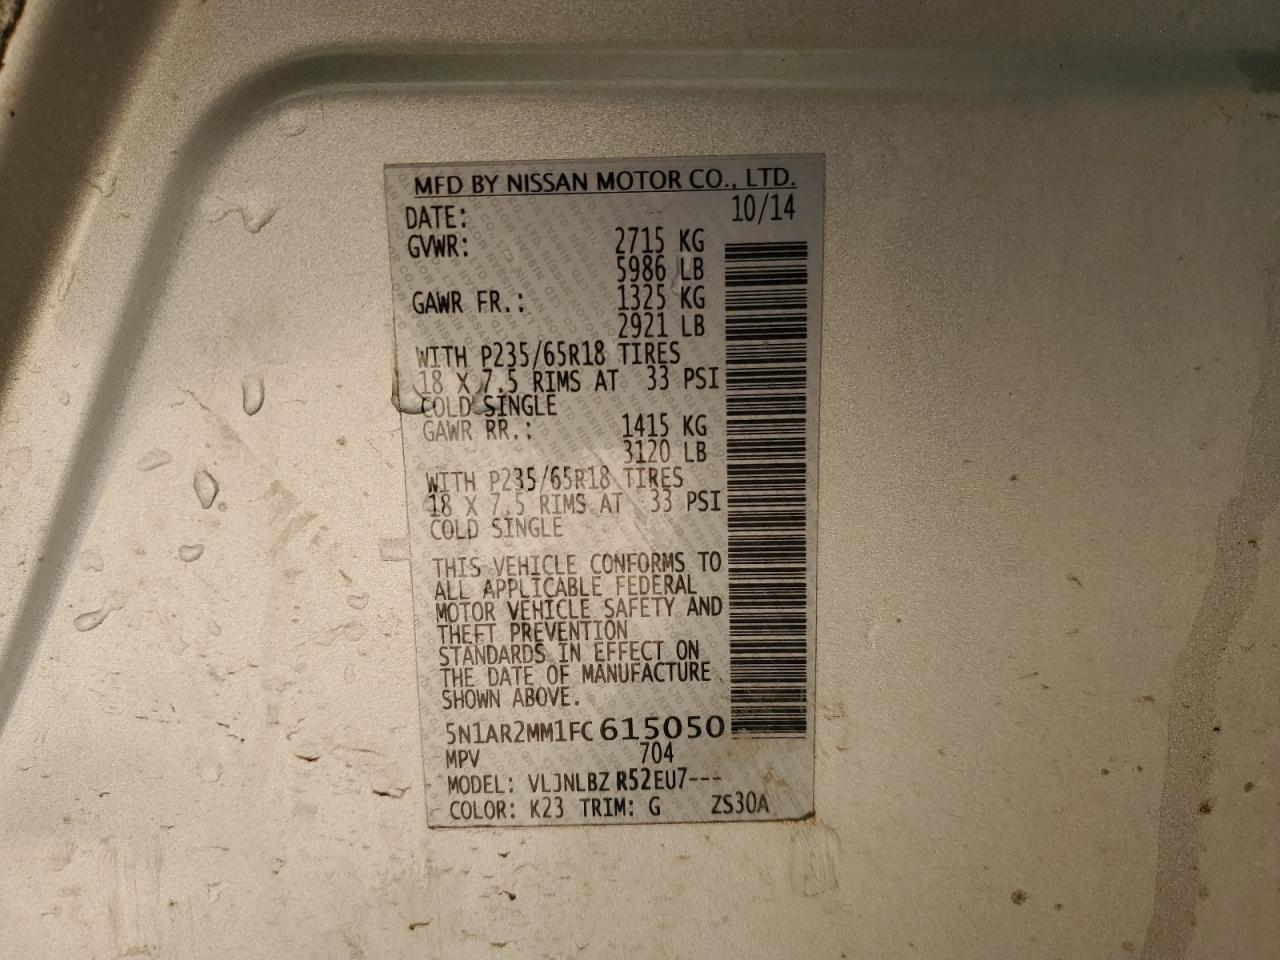 MFD BY NISSAN MOTOR CO., LTD.
DATE: 10/14
GVWR: 2715 KG
5986 LB
GAWR FR.: 1325 KG
2921 LB
WITH P235/65R18 TIRES
18 X 7.5 RIMS AT 33 PSI
COLD SINGLE
GAWR RR.: 1415 KG
3120 LB
WITH P235/65R18 TIRES
18 X 7.5 RIMS AT 33 PSI
COLD SINGLE
THIS VEHICLE CONFORMS TO
ALL APPLICABLE FEDERAL
MOTOR VEHICLE SAFETY AND
THEFT PREVENTION
STANDARDS IN EFFECT ON
THE DATE OF MANUFACTURE
SHOWN ABOVE.
5N1AR2MM1FC615050
MPV 704
MODEL: VLJNLBZ R52EU7---
COLOR: K23 TRIM: G ZS30A